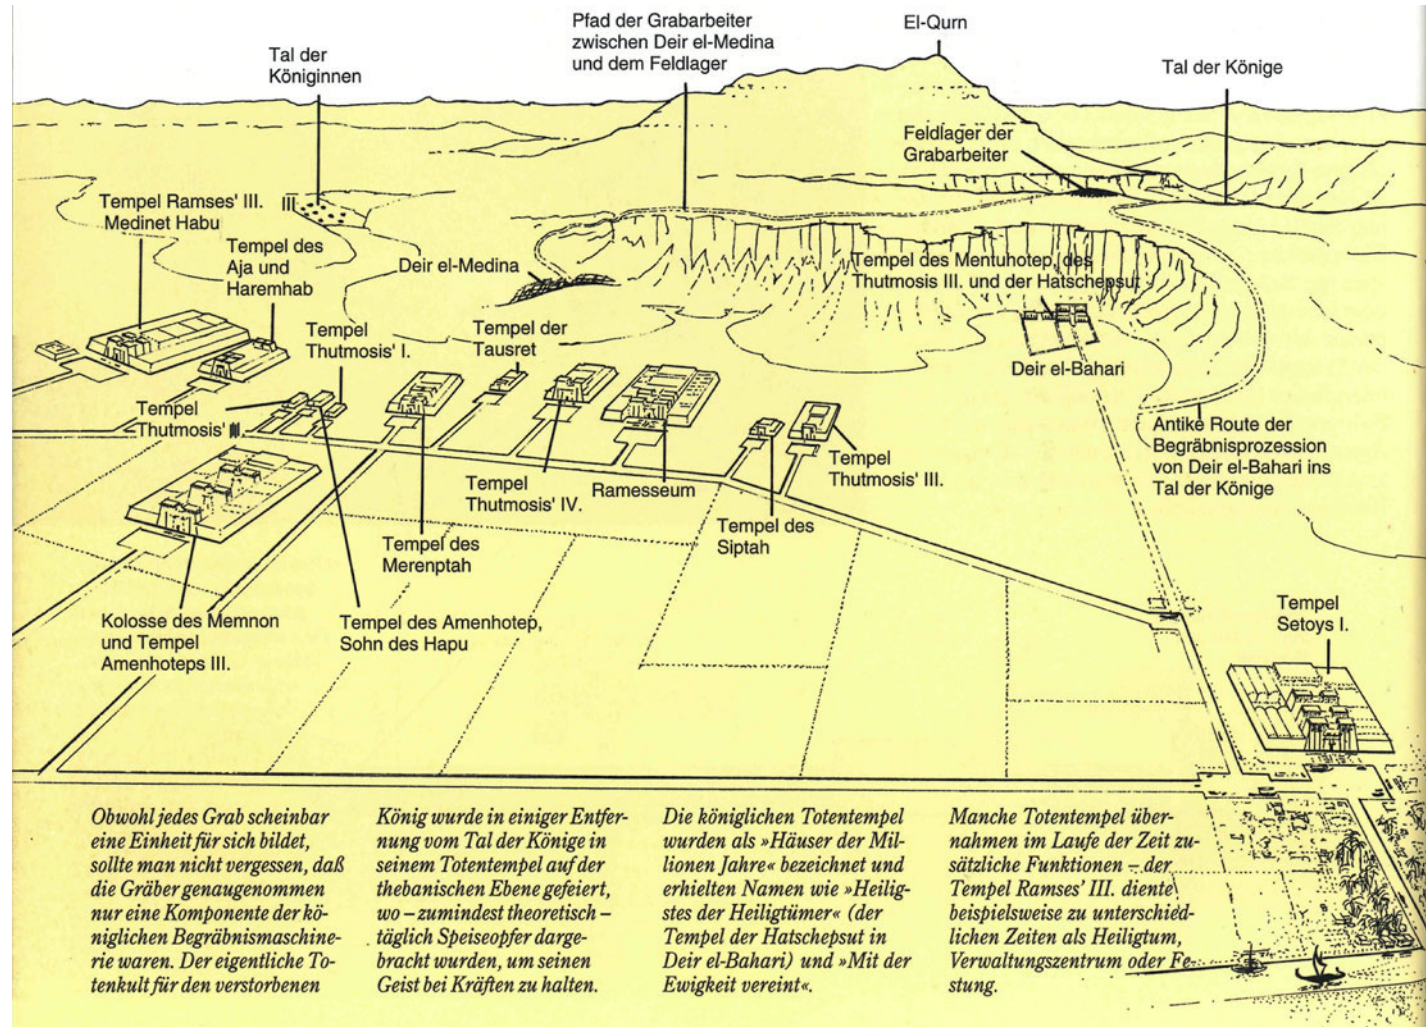 Pfad der Grabarbeiter
zwischen Deir el-Medina
und dem Feldlager
El-Qurn
Tal der
Königinnen
Tal der Könige
Feldlager der
Grabarbeiter
Tempel Ramses' III.
Medinet Habu
Tempel des
Aja und
Haremhab
Deir el-Medina
Tempel des Mentuhotep, des
Thutmosis III. und der Hatschepsut
Tempel
Thutmosis' I.
Tempel der
Tausret
Deir el-Bahari
Tempel
Thutmosis' II.
Antike Route der
Begräbnisprozession
von Deir el-Bahari ins
Tal der Könige
Tempel
Thutmosis' III.
Tempel
Thutmosis' IV.
Ramesseum
Tempel des
Siptah
Tempel des
Merenptah
Kolosse des Memnon
und Tempel
Amenhoteps III.
Tempel des Amenhotep,
Sohn des Hapu
Tempel
Setoys I.
Obwohl jedes Grab scheinbar
eine Einheit für sich bildet,
sollte man nicht vergessen, daß
die Gräber genaugenommen
nur eine Komponente der kö-
niglichen Begräbnismaschine-
rie waren. Der eigentliche To-
tenkult für den verstorbenen
König wurde in einiger Entfer-
nung vom Tal der Könige in
seinem Totentempel auf der
thebanischen Ebene gefeiert,
wo – zumindest theoretisch –
täglich Speiseopfer darge-
bracht wurden, um seinen
Geist bei Kräften zu halten.
Die königlichen Totentempel
wurden als »Häuser der Mil-
lionen Jahre« bezeichnet und
erhielten Namen wie »Heilig-
stes der Heiligtümer« (der
Tempel der Hatschepsut in
Deir el-Bahari) und »Mit der
Ewigkeit vereint«.
Manche Totentempel über-
nahmen im Laufe der Zeit zu-
sätzliche Funktionen – der
Tempel Ramses' III. diente
beispielsweise zu unterschied-
lichen Zeiten als Heiligtum,
Verwaltungszentrum oder Fe-
stung.